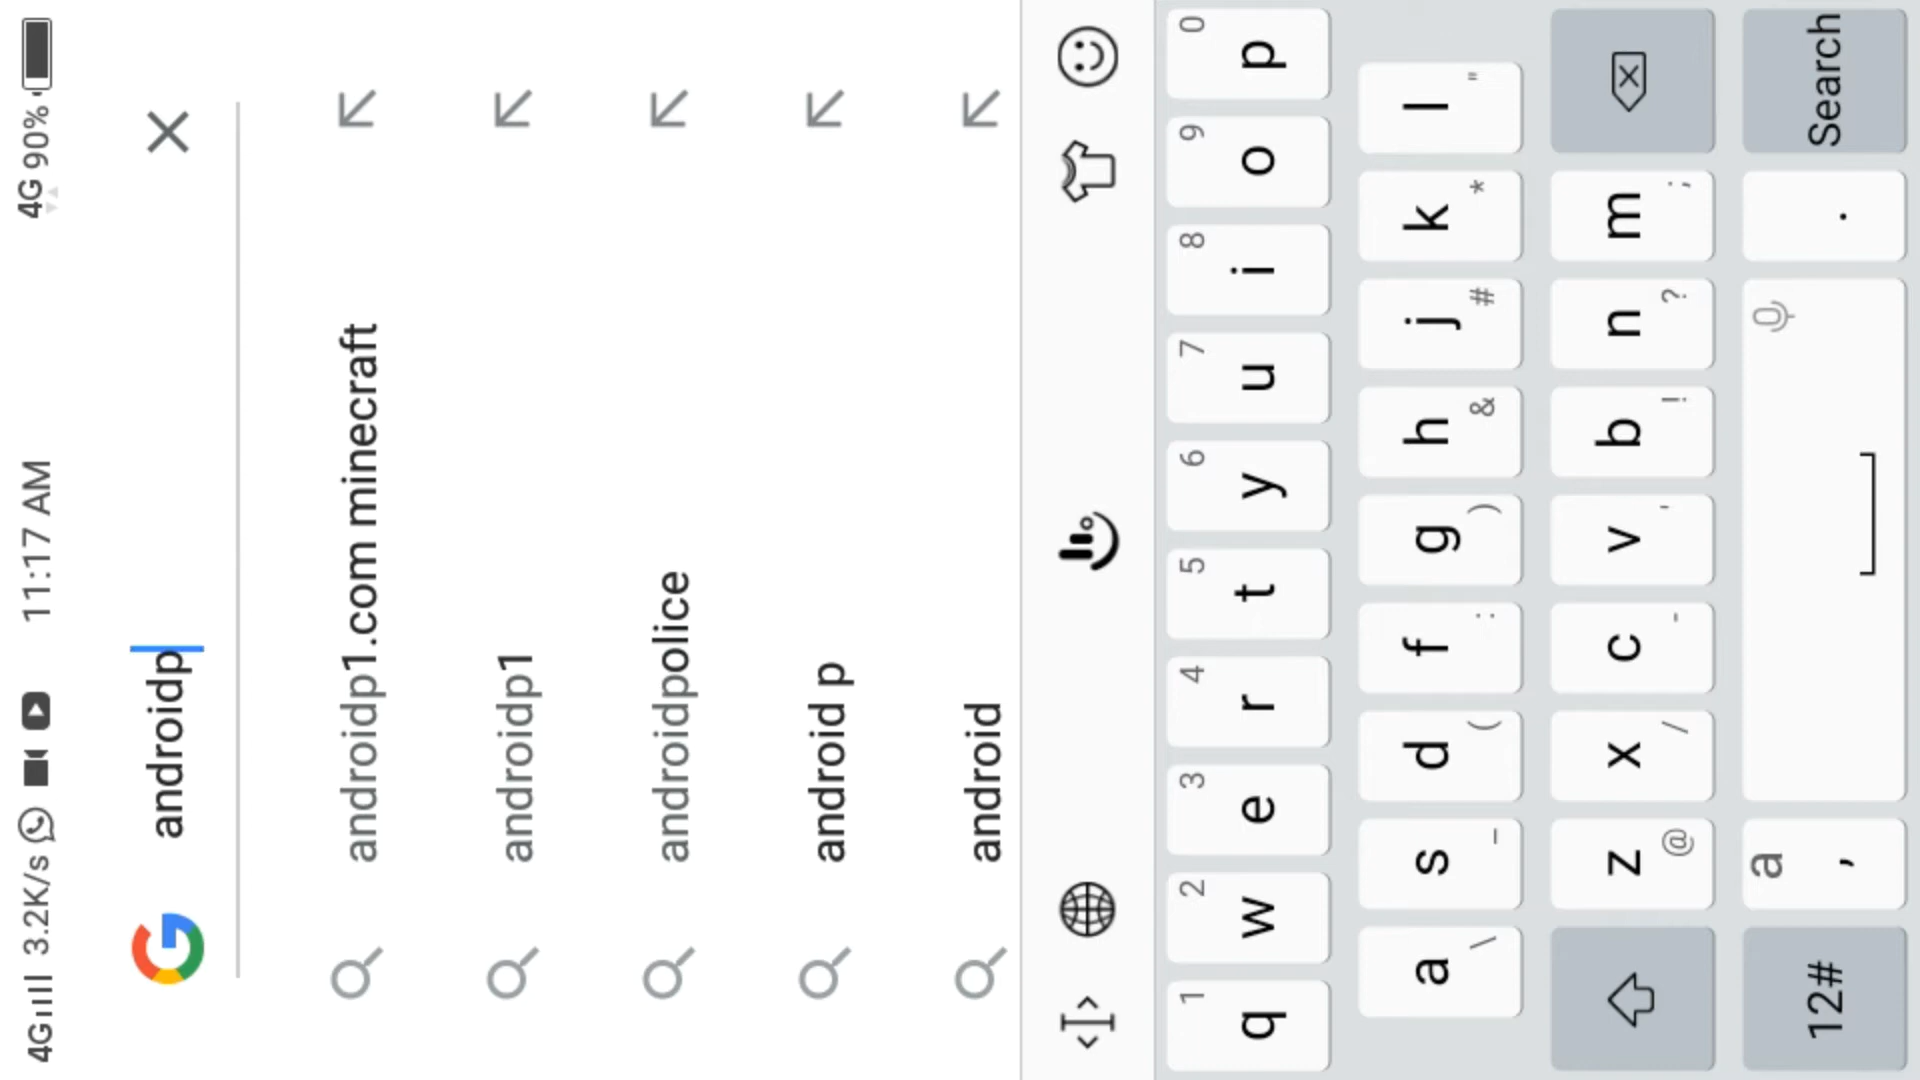 4G 3.2K/s 11:17 AM 4G 90%
androidp
androidp1.com minecraft
androidp1
androidpolice
android p
android
1 2 3 4 5 6 7 8 9 0
q w e r t y u i o p
\ _ ( : ) & # * "
a s d f g h j k l
@ / - ' ! ? ;
z x c v b n m
12# a , . Search